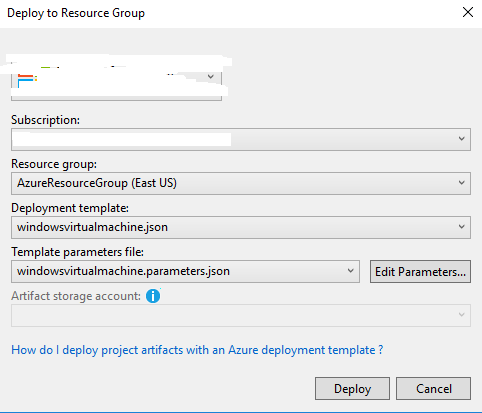 Deploy to Resource Group
Subscription:
Resource group:
AzureResourceGroup (East US)
Deployment template:
windowsvirtualmachine.json
Template parameters file:
windowsvirtualmachine.parameters.json
Edit Parameters...
Artifact storage account:
How do I deploy project artifacts with an Azure deployment template ?
Deploy
Cancel